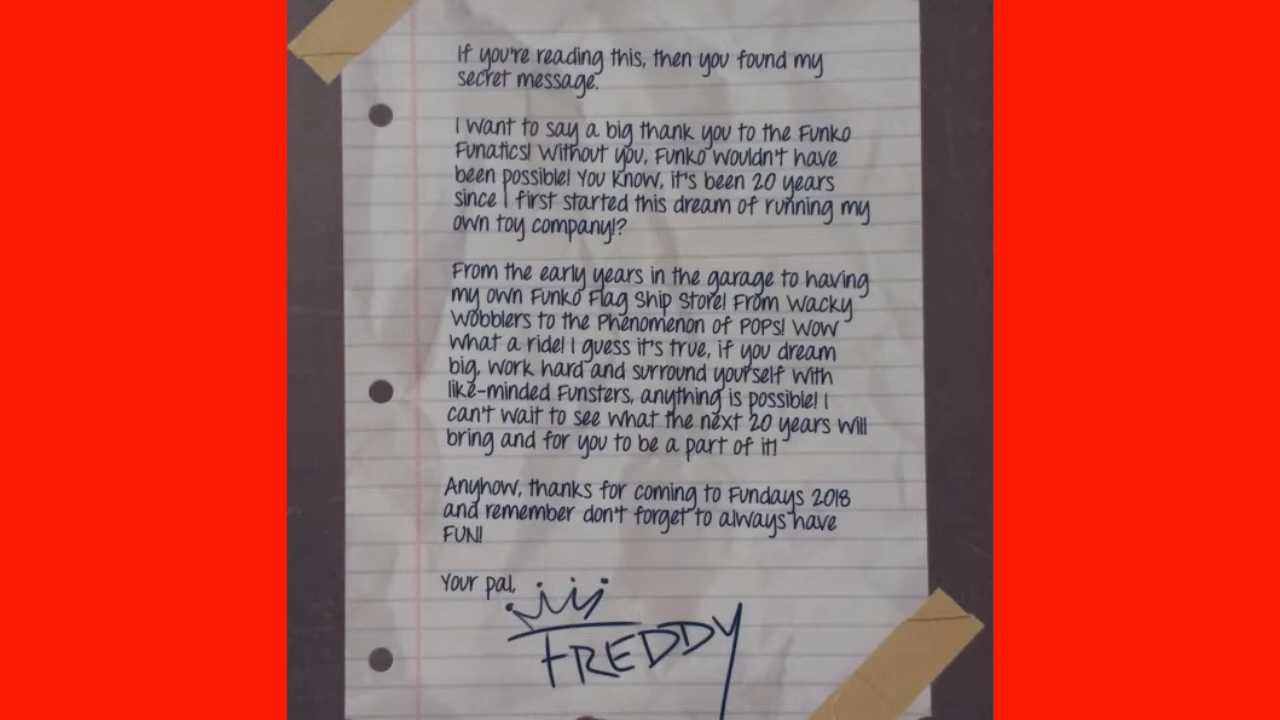 If you're reading this, then you found my
secret message.
I want to say a big thank you to the Funko
Funatics! Without you, Funko wouldn't have
been possible! You know, it's been 20 years
since I first started this dream of running my
own toy company!?
From the early years in the garage to having
my own Funko Flag Ship Store! From Wacky
Wobblers to the Phenomenon of POPS! Wow
what a ride! I guess it's true, if you dream
big, work hard and surround yourself with
like-minded Funsters, anything is possible! I
can't wait to see what the next 20 years will
bring and for you to be a part of it!
Anyhow, thanks for coming to Fundays 2018
and remember don't forget to always have
FUN!
Your pal,
FREDDY